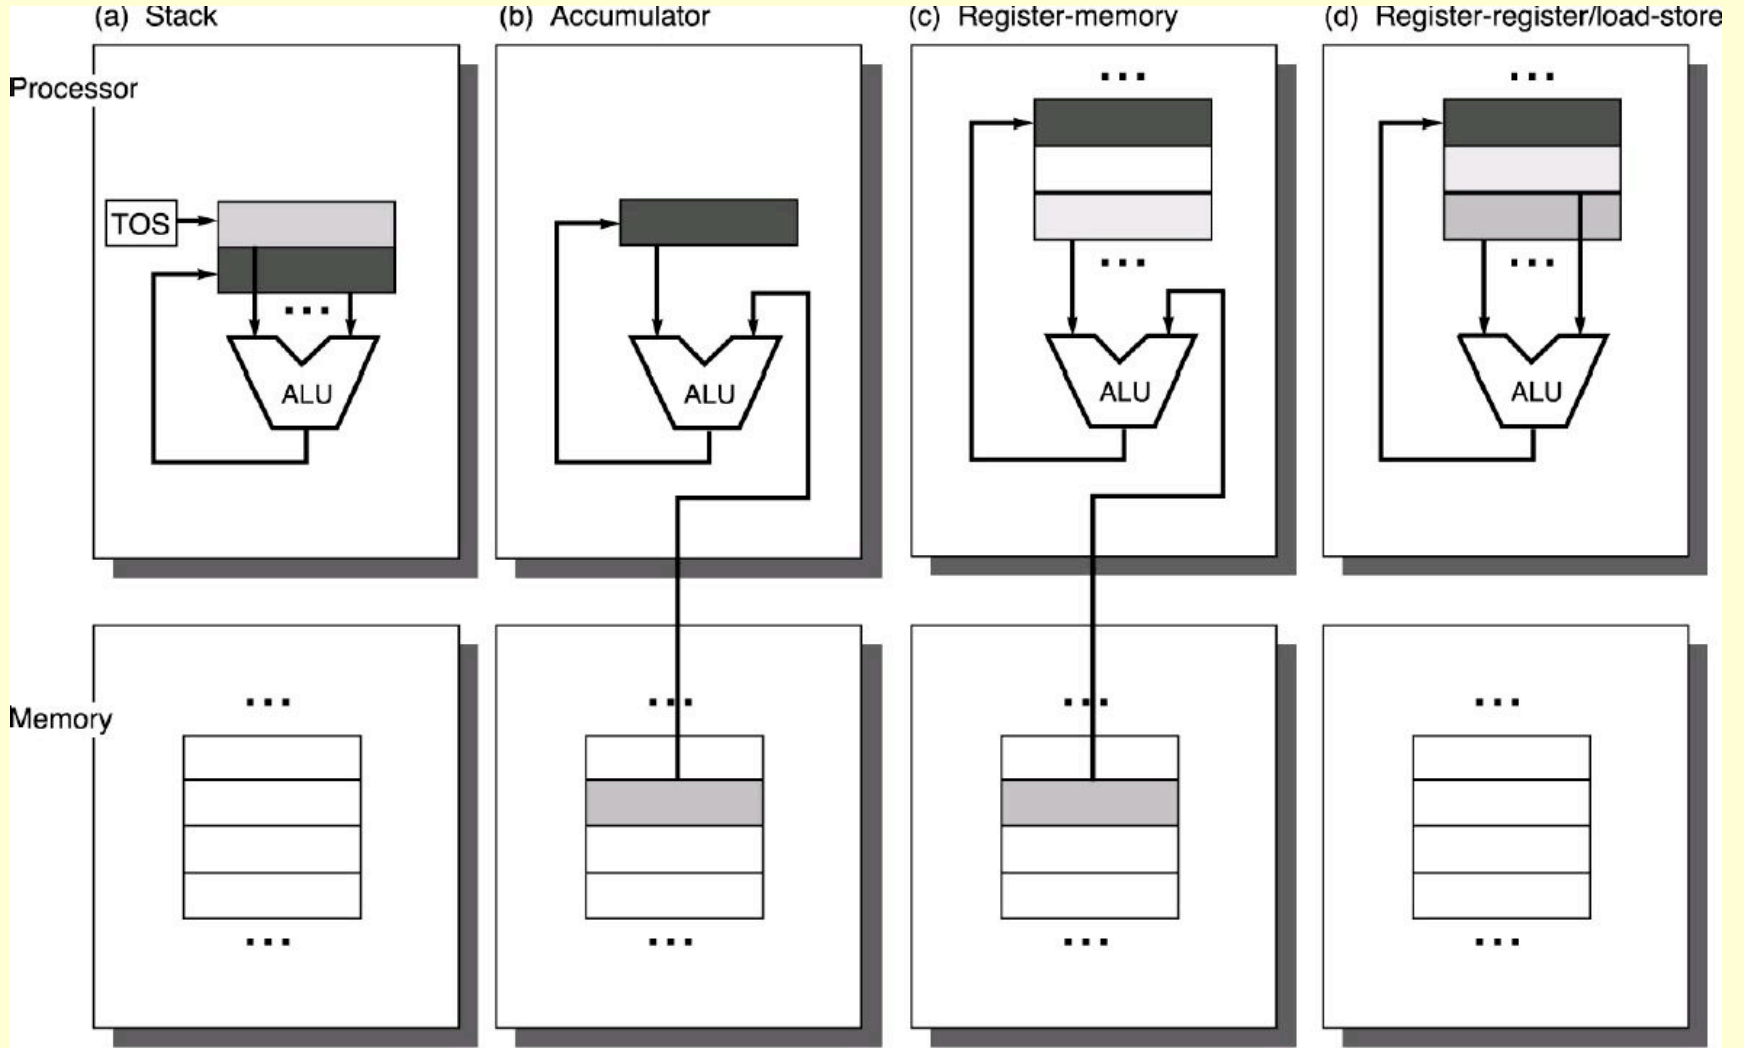 (a) Stack
(b) Accumulator
(c) Register-memory
(d) Register-register/load-store
Processor
TOS
...
...
...
...
...
ALU
ALU
ALU
ALU
Memory
...
...
...
...
...
...
...
...